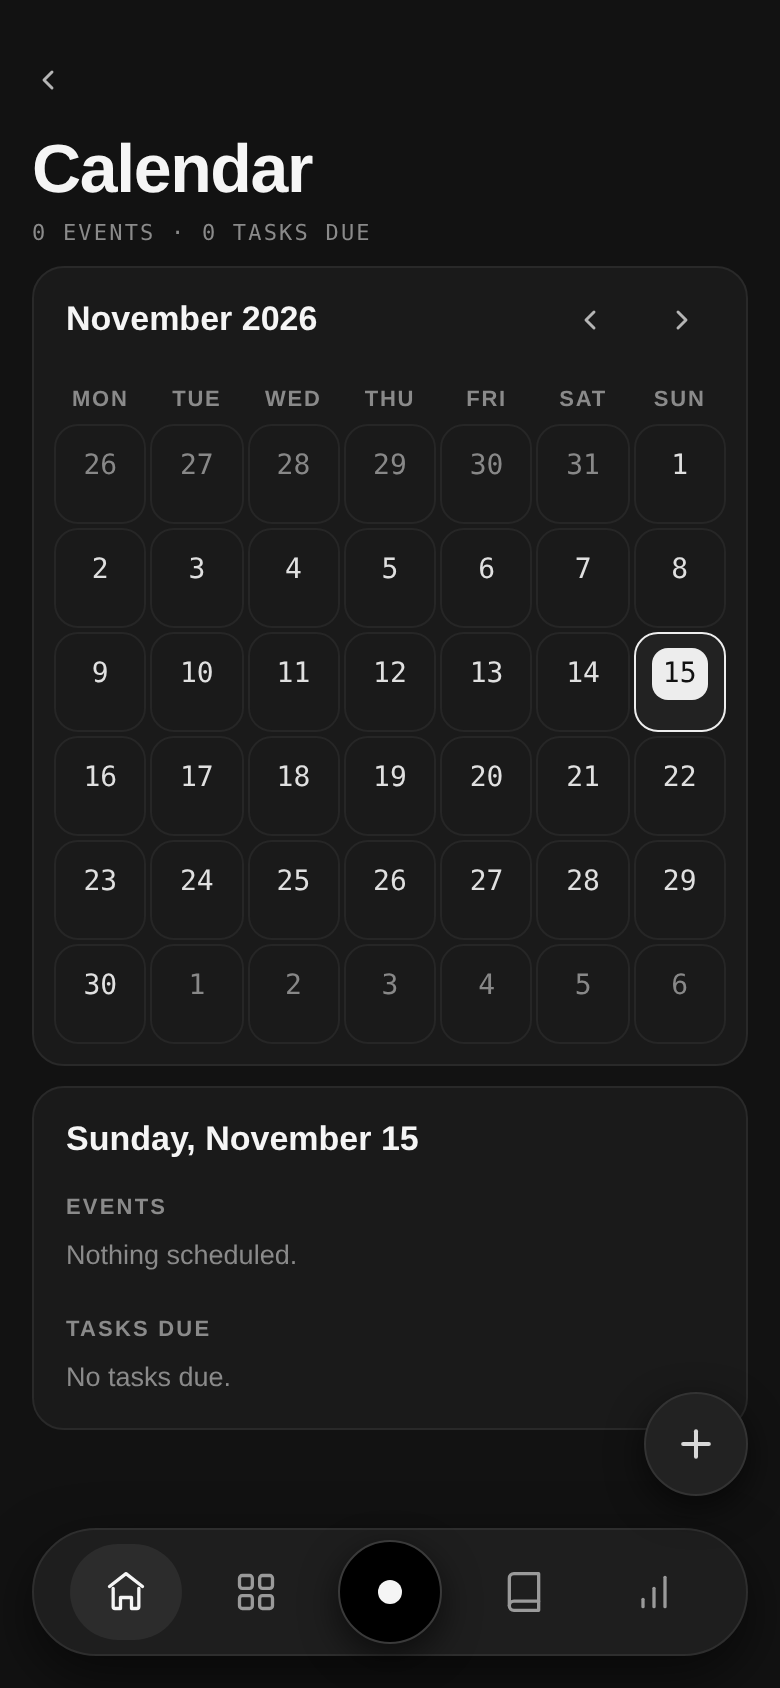 Calendar
0 EVENTS · 0 TASKS DUE
November 2026
MON TUE WED THU FRI SAT SUN
26 27 28 29 30 31 1
2 3 4 5 6 7 8
9 10 11 12 13 14 15
16 17 18 19 20 21 22
23 24 25 26 27 28 29
30 1 2 3 4 5 6
Sunday, November 15
EVENTS
Nothing scheduled.
TASKS DUE
No tasks due.